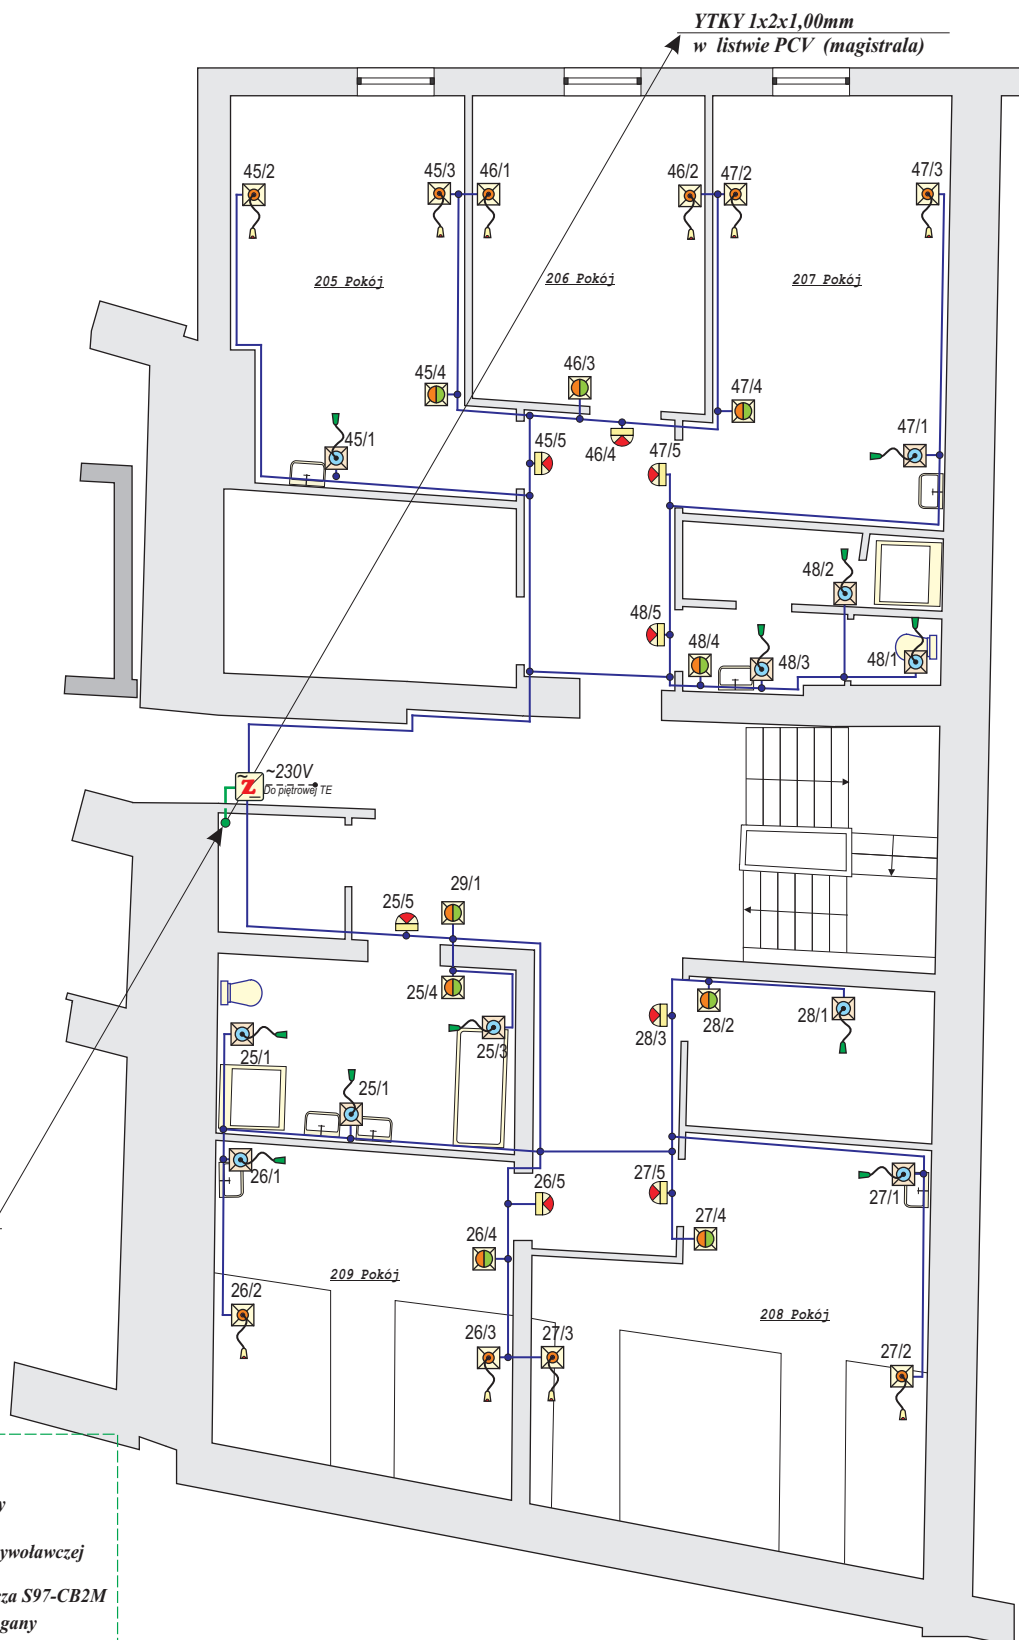 YTKY 1x2x1,00mm
w listwie PCV (magistrala)
45/2
45/3
46/1
46/2
47/2
47/3
205 Pokój
206 Pokój
207 Pokój
45/4
46/3
47/4
45/1
45/5
46/4
47/5
47/1
48/2
48/5
48/4
48/3
48/1
~230V
~
Z
Do piętrowej TE
25/5
29/1
25/4
25/3
28/3
28/2
28/1
25/1
25/1
26/1
26/5
27/5
27/1
26/4
27/4
209 Pokój
208 Pokój
26/2
26/3
27/3
27/2
y
ywoławczej
za S97-CB2M
gany